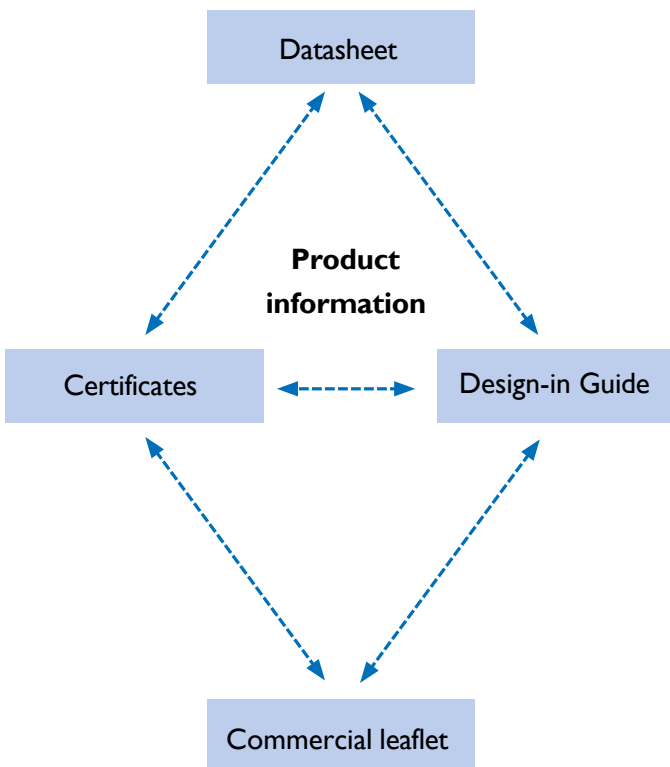 Datasheet
Product
information
Certificates
Design-in Guide
Commercial leaflet